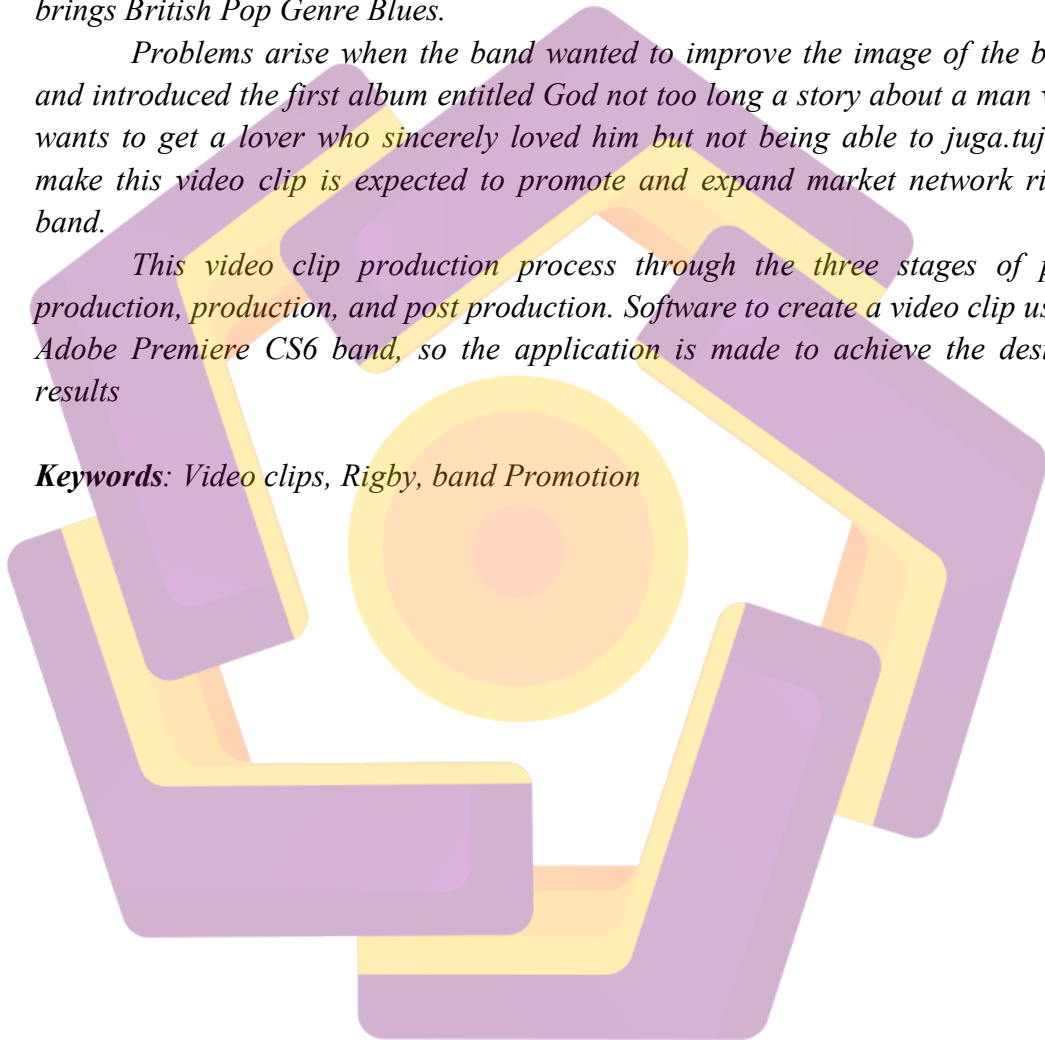 brings British Pop Genre Blues.
Problems arise when the band wanted to improve the image of the b
and introduced the first album entitled God not too long a story about a man
wants to get a lover who sincerely loved him but not being able to juga.tuj
make this video clip is expected to promote and expand market network ri
band.
This video clip production process through the three stages of p
production, production, and post production. Software to create a video clip us
Adobe Premiere CS6 band, so the application is made to achieve the desi
results
Keywords: Video clips, Rigby, band Promotion